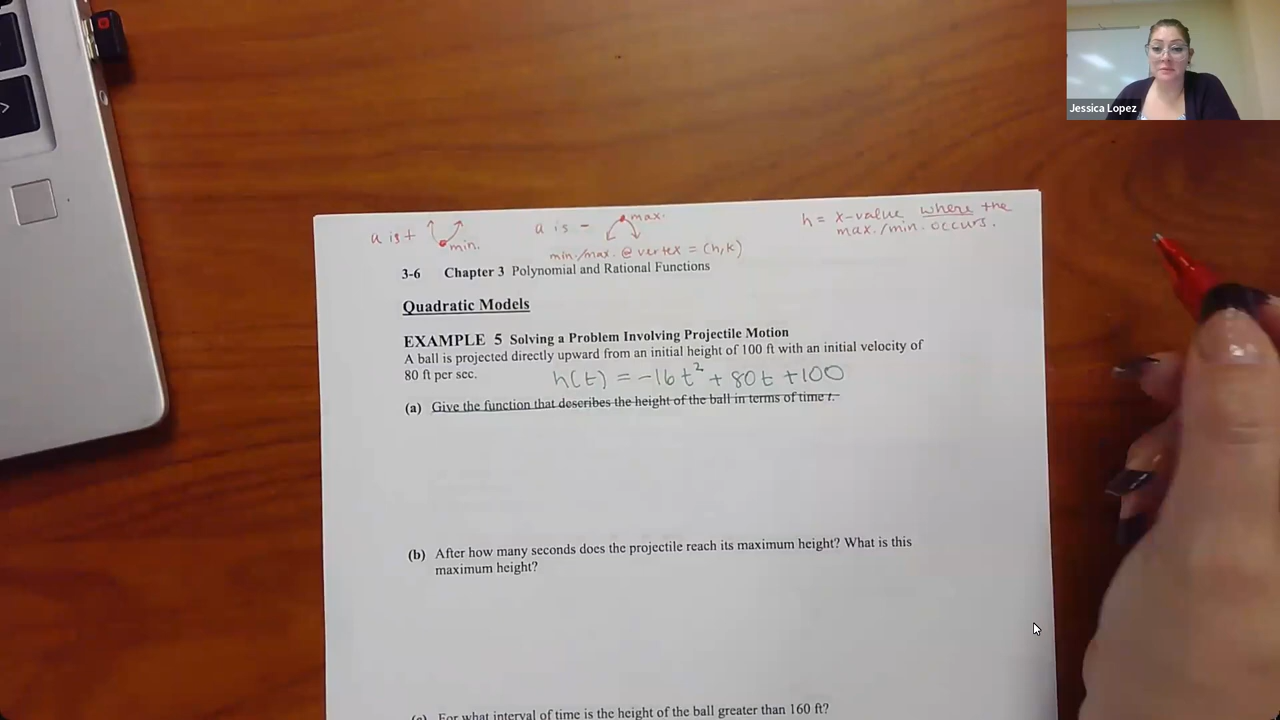 Jessica Lopez
a is + min.
a is - max.
h = x-value where the
max./min. occurs.
min./max. @ vertex = (h,k)
3-6 Chapter 3 Polynomial and Rational Functions
Quadratic Models
EXAMPLE 5 Solving a Problem Involving Projectile Motion
A ball is projected directly upward from an initial height of 100 ft with an initial velocity of
80 ft per sec.
h(t) = -16t² + 80t + 100
(a) Give the function that describes the height of the ball in terms of time t.
(b) After how many seconds does the projectile reach its maximum height? What is this
maximum height?
(c) For what interval of time is the height of the ball greater than 160 ft?